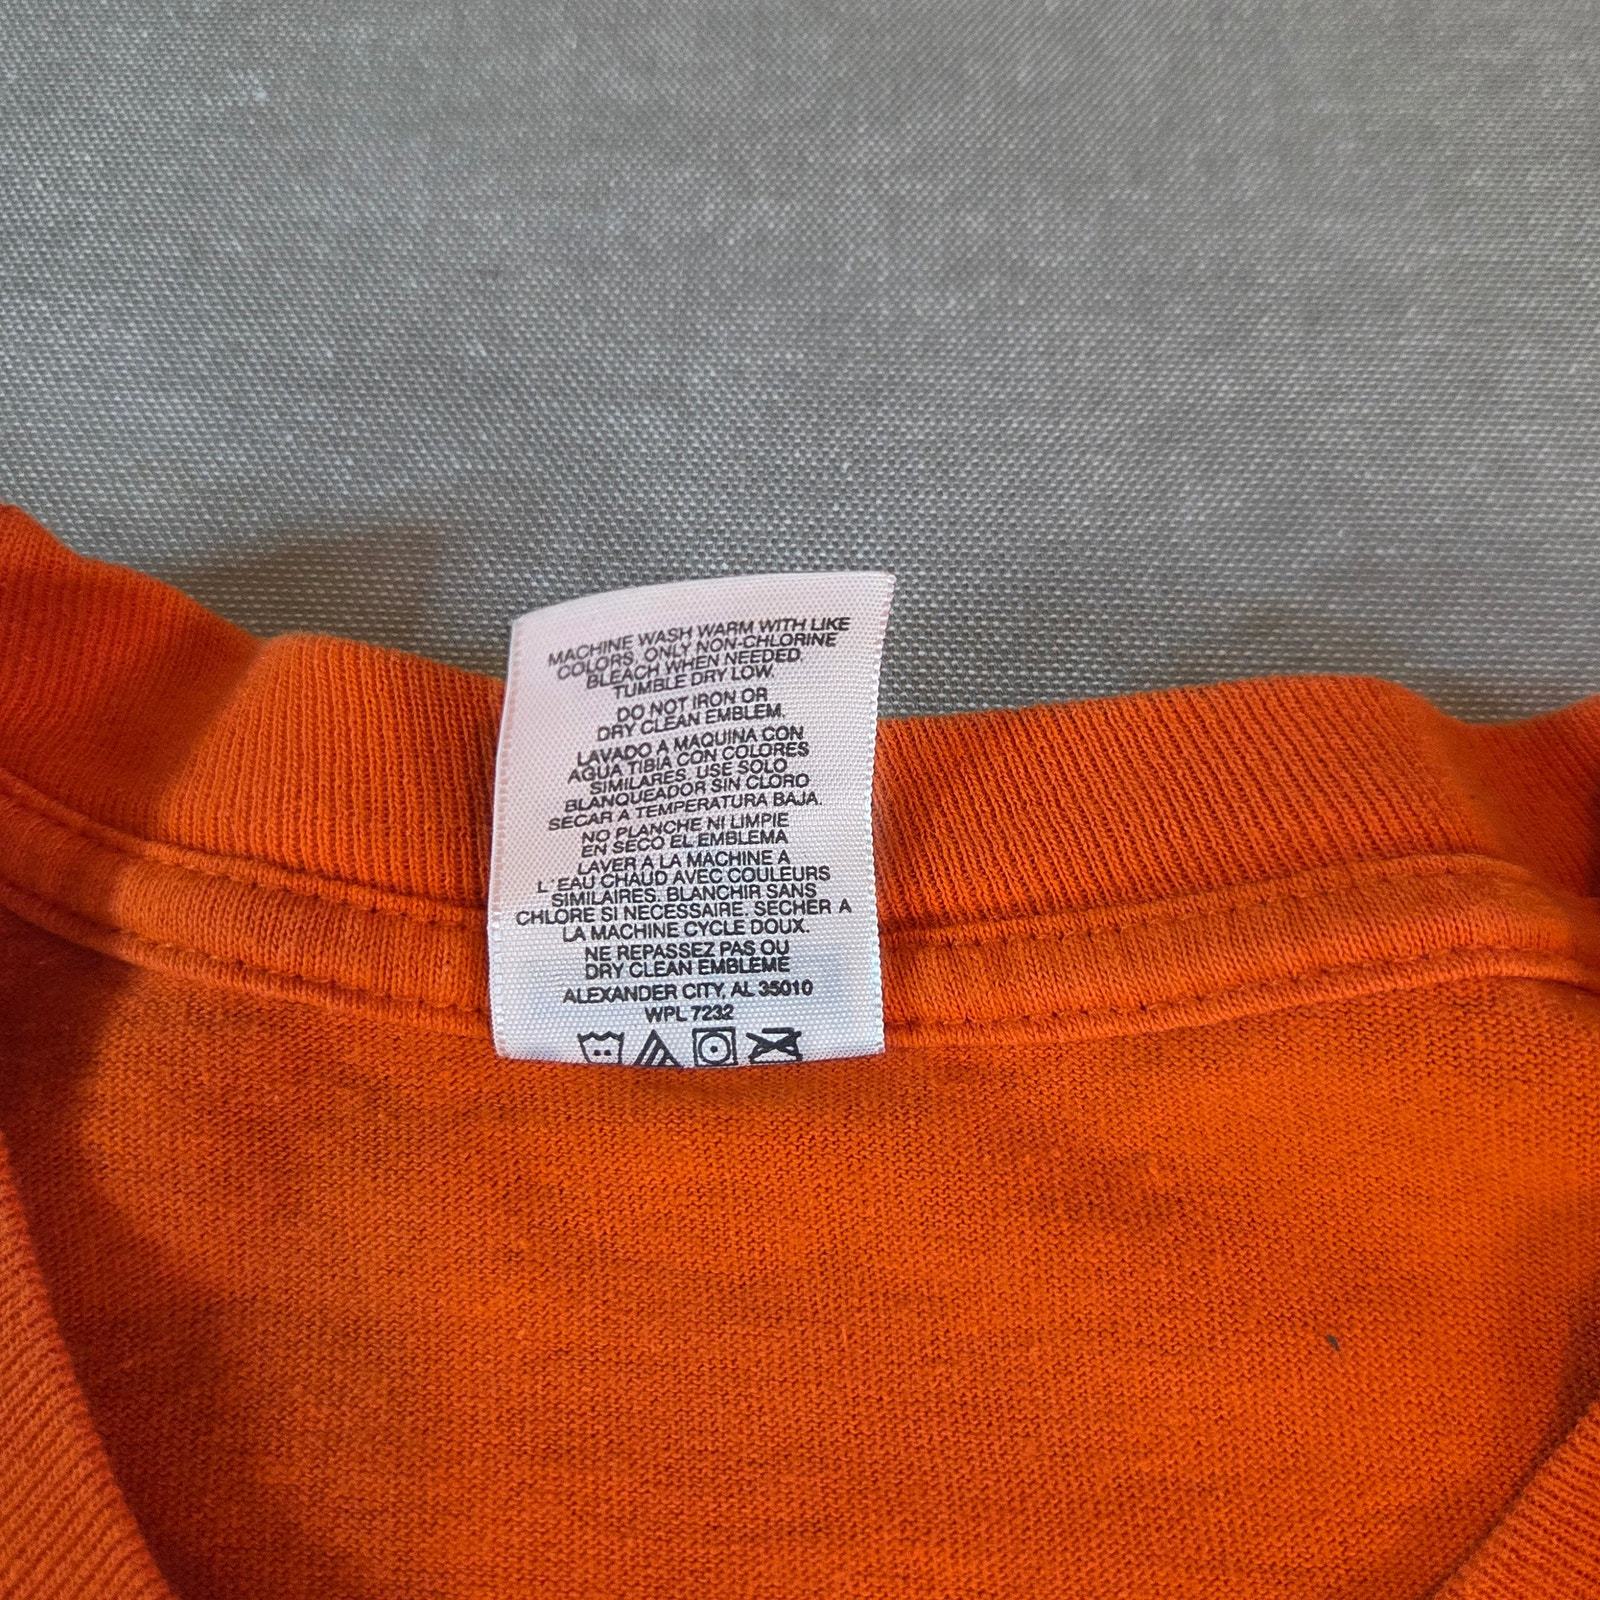 MACHINE WASH WARM WITH LIKE
COLORS, ONLY NON-CHLORINE
BLEACH WHEN NEEDED,
TUMBLE DRY LOW.
DO NOT IRON OR
DRY CLEAN EMBLEM.
LAVADO A MAQUINA CON
AGUA TIBIA CON COLORES
SIMILARES. USE SOLO
BLANQUEADOR SIN CLORO
SECAR A TEMPERATURA BAJA.
NO PLANCHE NI LIMPIE
EN SECO EL EMBLEMA
LAVER A LA MACHINE A
L'EAU CHAUD AVEC COULEURS
SIMILAIRES. BLANCHIR SANS
CHLORE SI NECESSAIRE. SECHER A
LA MACHINE CYCLE DOUX.
NE REPASSEZ PAS OU
DRY CLEAN EMBLEME
ALEXANDER CITY, AL 35010
WPL 7232